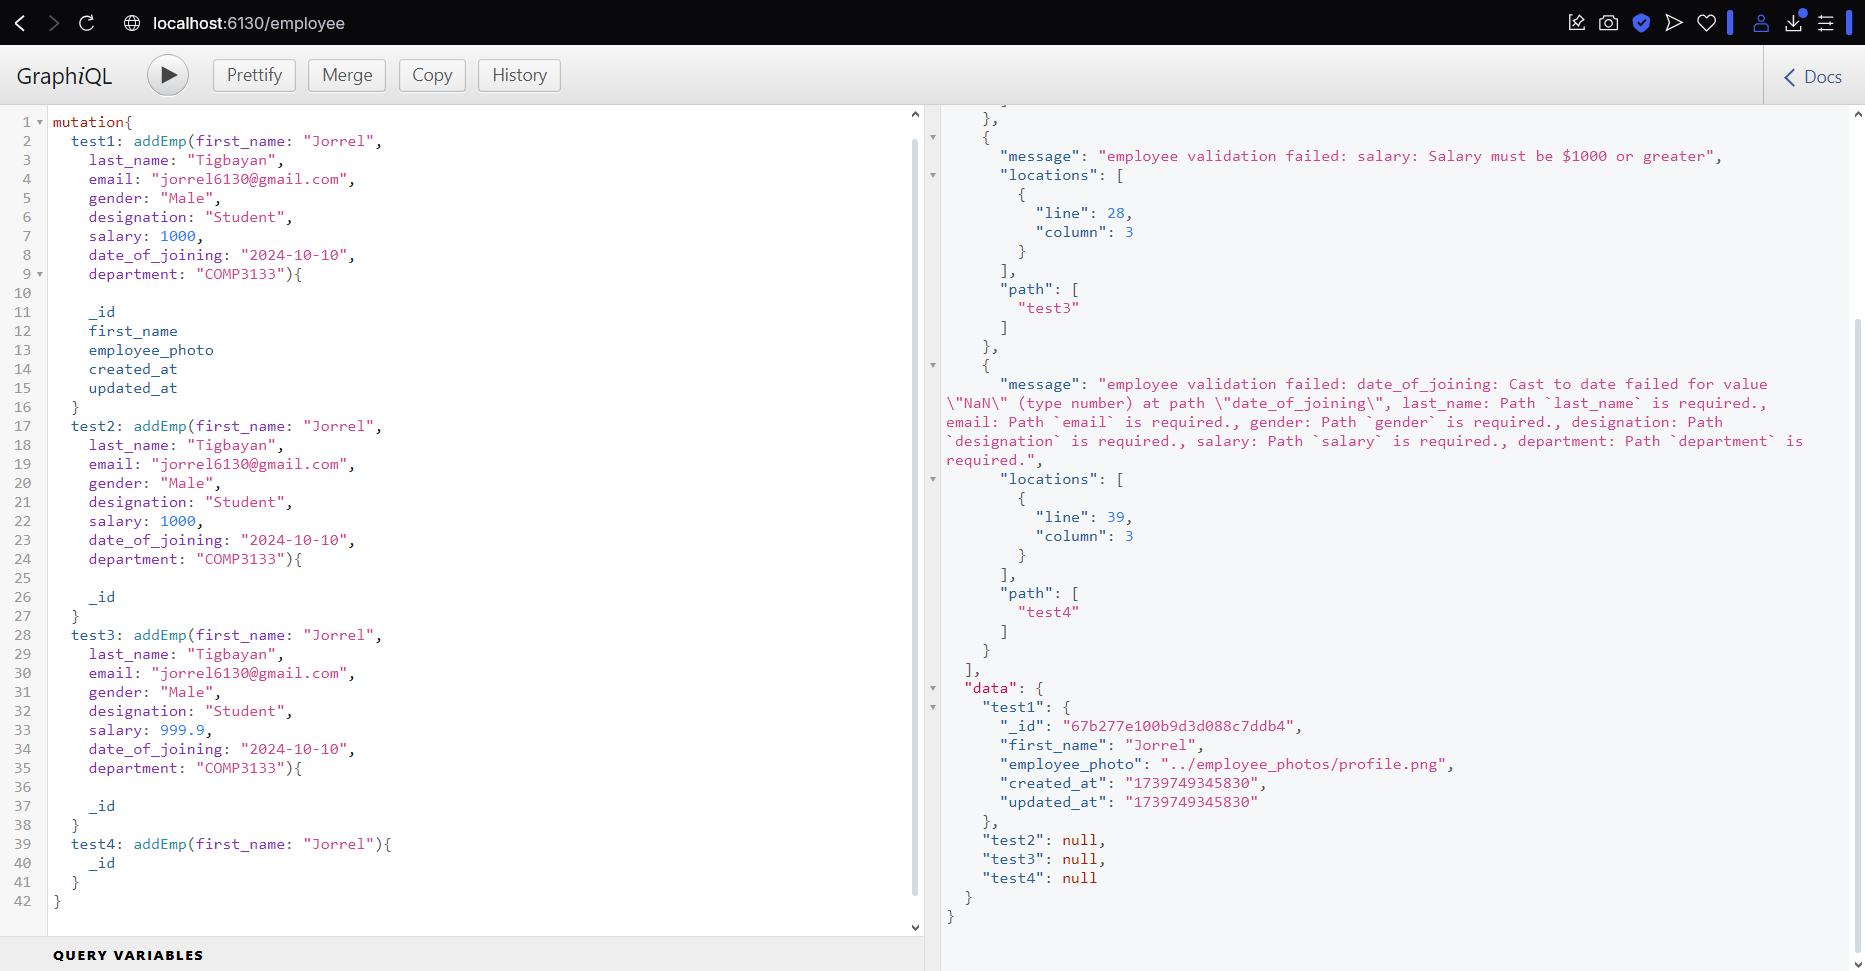 localhost:6130/employee
GraphiQL
Prettify
Merge
Copy
History
Docs
1 mutation{
2   test1: addEmp(first_name: "Jorrel",
3     last_name: "Tigbayan",
4     email: "jorrel6130@gmail.com",
5     gender: "Male",
6     designation: "Student",
7     salary: 1000,
8     date_of_joining: "2024-10-10",
9     department: "COMP3133"){
10
11     _id
12     first_name
13     employee_photo
14     created_at
15     updated_at
16   }
17   test2: addEmp(first_name: "Jorrel",
18     last_name: "Tigbayan",
19     email: "jorrel6130@gmail.com",
20     gender: "Male",
21     designation: "Student",
22     salary: 1000,
23     date_of_joining: "2024-10-10",
24     department: "COMP3133"){
25
26     _id
27   }
28   test3: addEmp(first_name: "Jorrel",
29     last_name: "Tigbayan",
30     email: "jorrel6130@gmail.com",
31     gender: "Male",
32     designation: "Student",
33     salary: 999.9,
34     date_of_joining: "2024-10-10",
35     department: "COMP3133"){
36
37     _id
38   }
39   test4: addEmp(first_name: "Jorrel"){
40     _id
41   }
42 }
QUERY VARIABLES
    },
    {
      "message": "employee validation failed: salary: Salary must be $1000 or greater",
      "locations": [
        {
          "line": 28,
          "column": 3
        }
      ],
      "path": [
        "test3"
      ]
    },
    {
      "message": "employee validation failed: date_of_joining: Cast to date failed for value
\"NaN\" (type number) at path \"date_of_joining\", last_name: Path `last_name` is required.,
email: Path `email` is required., gender: Path `gender` is required., designation: Path
`designation` is required., salary: Path `salary` is required., department: Path `department` is
required.",
      "locations": [
        {
          "line": 39,
          "column": 3
        }
      ],
      "path": [
        "test4"
      ]
    }
  ],
  "data": {
    "test1": {
      "_id": "67b277e100b9d3d088c7ddb4",
      "first_name": "Jorrel",
      "employee_photo": "../employee_photos/profile.png",
      "created_at": "1739749345830",
      "updated_at": "1739749345830"
    },
    "test2": null,
    "test3": null,
    "test4": null
  }
}